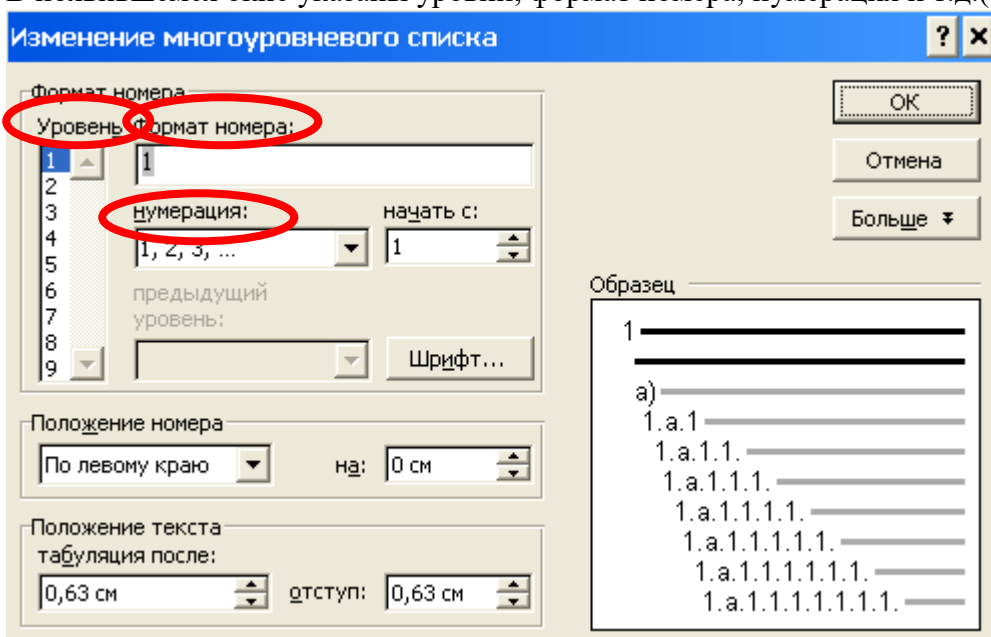 Изменение многоуровневого списка
Формат номера
Уровень Формат номера:
1
2
3
4
5
6
7
8
9
1
нумерация: начать с:
1, 2, 3, ... 1
предыдущий
уровень:
Шрифт...
Положение номера
По левому краю на: 0 см
Положение текста
табуляция после:
0,63 см отступ: 0,63 см
ОК
Отмена
Больше
Образец
1
а)
1.а.1
1.а.1.1.
1.а.1.1.1.
1.а.1.1.1.1.
1.а.1.1.1.1.1.
1.а.1.1.1.1.1.1.
1.а.1.1.1.1.1.1.1.